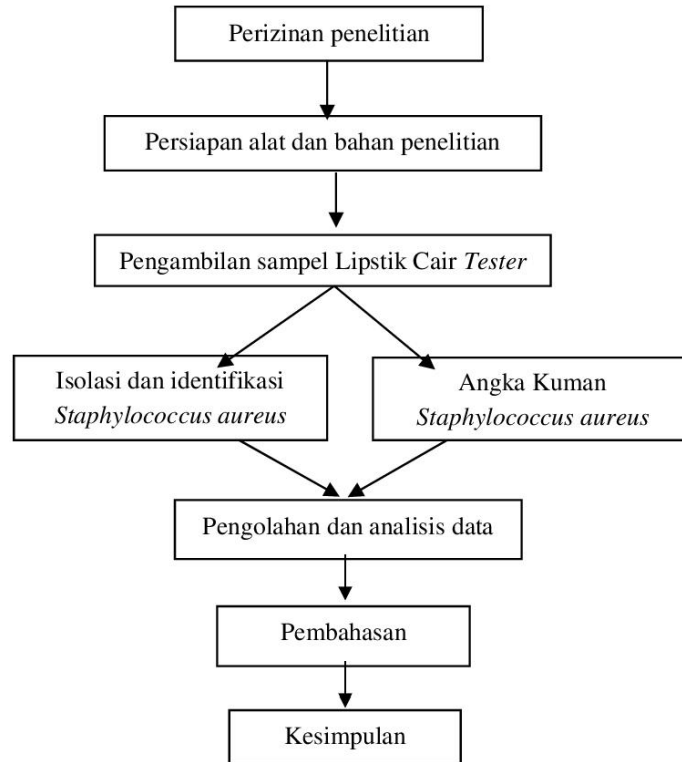 Perizinan penelitian
Persiapan alat dan bahan penelitian
Pengambilan sampel Lipstik Cair Tester
Isolasi dan identifikasi
Staphylococcus aureus
Angka Kuman
Staphylococcus aureus
Pengolahan dan analisis data
Pembahasan
Kesimpulan